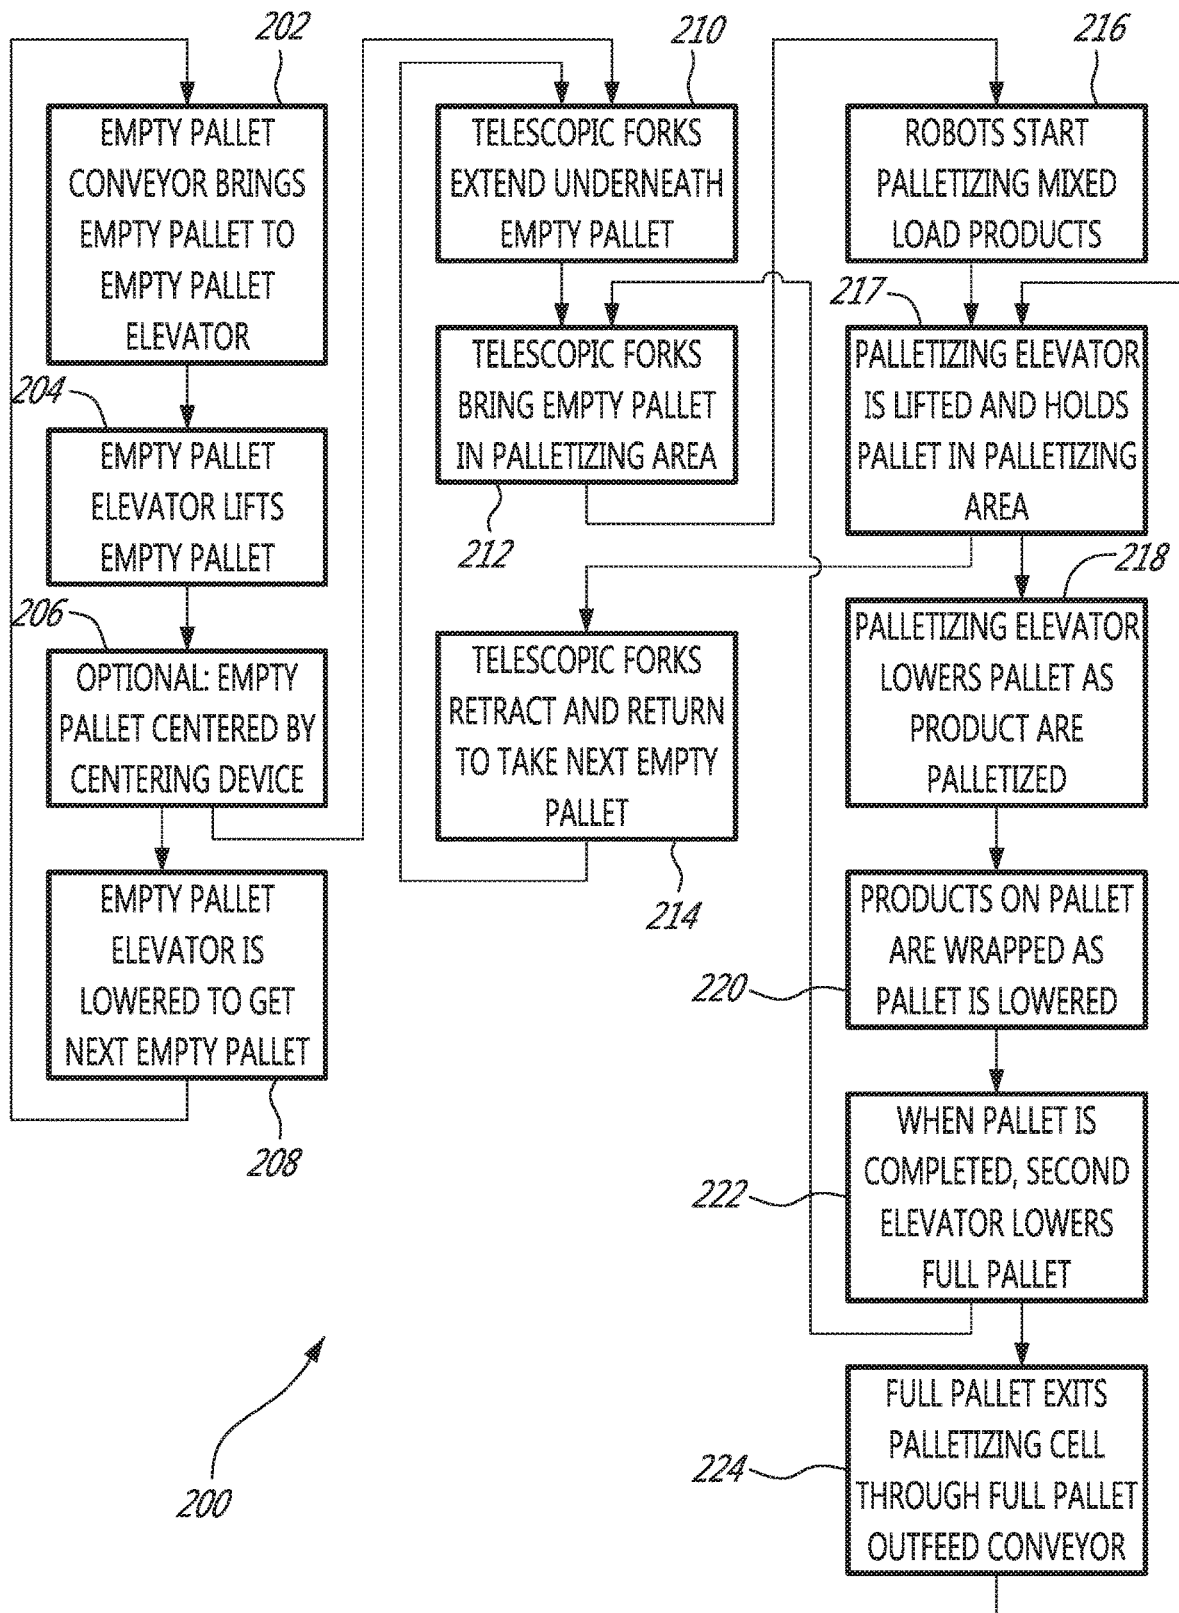 202
EMPTY PALLET
CONVEYOR BRINGS
EMPTY PALLET TO
EMPTY PALLET
ELEVATOR
204
EMPTY PALLET
ELEVATOR LIFTS
EMPTY PALLET
206
OPTIONAL: EMPTY
PALLET CENTERED BY
CENTERING DEVICE
EMPTY PALLET
ELEVATOR IS
LOWERED TO GET
NEXT EMPTY PALLET
208
200
210
TELESCOPIC FORKS
EXTEND UNDERNEATH
EMPTY PALLET
TELESCOPIC FORKS
BRING EMPTY PALLET
IN PALLETIZING AREA
212
TELESCOPIC FORKS
RETRACT AND RETURN
TO TAKE NEXT EMPTY
PALLET
214
216
ROBOTS START
PALLETIZING MIXED
LOAD PRODUCTS
217
PALLETIZING ELEVATOR
IS LIFTED AND HOLDS
PALLET IN PALLETIZING
AREA
218
PALLETIZING ELEVATOR
LOWERS PALLET AS
PRODUCT ARE
PALLETIZED
PRODUCTS ON PALLET
ARE WRAPPED AS
PALLET IS LOWERED
220
WHEN PALLET IS
COMPLETED, SECOND
ELEVATOR LOWERS
FULL PALLET
222
FULL PALLET EXITS
PALLETIZING CELL
THROUGH FULL PALLET
OUTFEED CONVEYOR
224